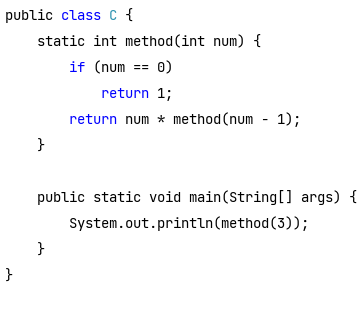 public class C {
    static int method(int num) {
        if (num == 0)
            return 1;
        return num * method(num - 1);
    }

    public static void main(String[] args) {
        System.out.println(method(3));
    }
}